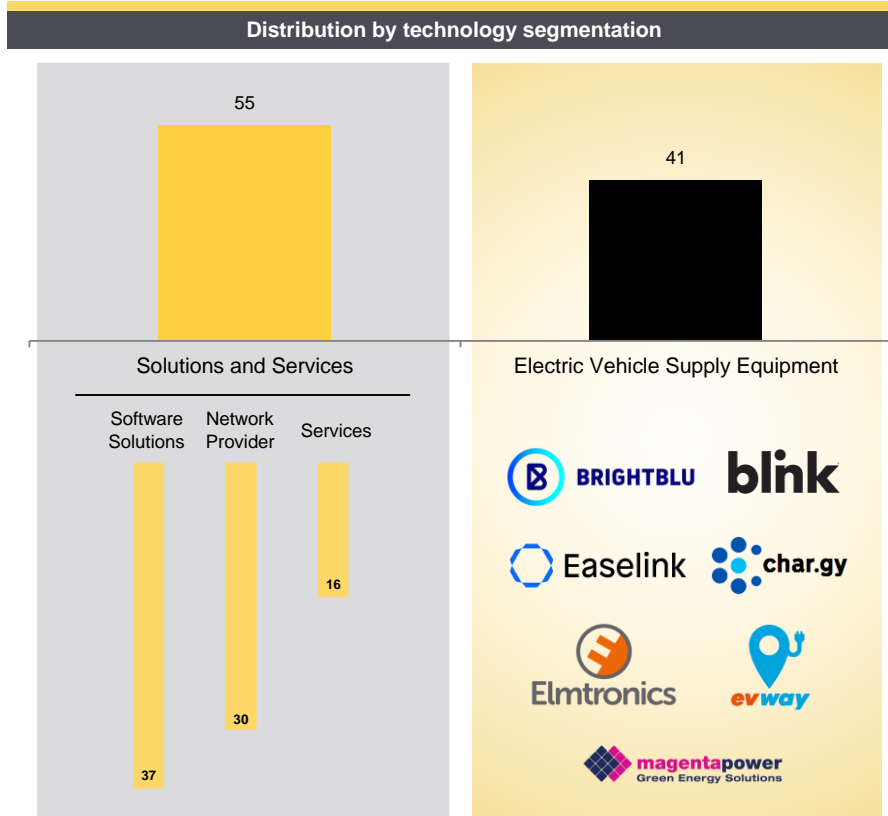 Distribution by technology segmentation
55
41
Solutions and Services
Electric Vehicle Supply Equipment
Software
Solutions
Network
Provider
Services
37
30
16
BRIGHTBLU
blink
Easelink
char.gy
Elmtronics
evway
magentapower
Green Energy Solutions